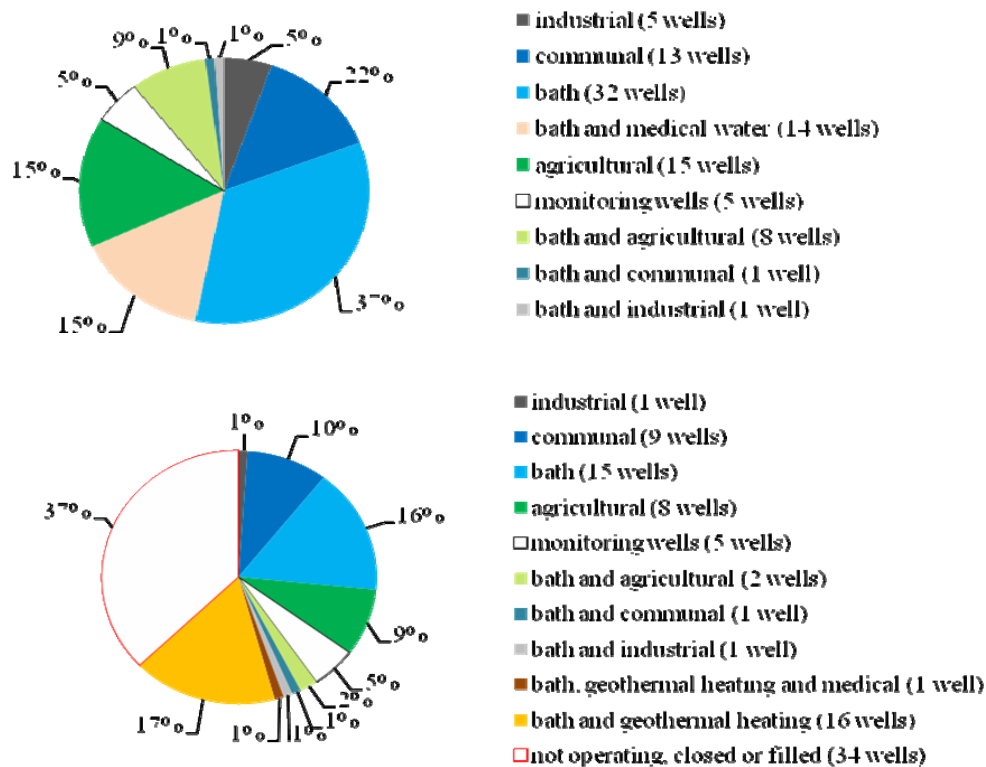 9% 1% 1% 5%
industrial (5 wells)
22%
communal (13 wells)
5%
bath (32 wells)
bath and medical water (14 wells)
15%
agricultural (15 wells)
monitoring wells (5 wells)
bath and agricultural (8 wells)
bath and communal (1 well)
15%
37%
bath and industrial (1 well)
1%
10%
industrial (1 well)
communal (9 wells)
bath (15 wells)
37%
16%
agricultural (8 wells)
monitoring wells (5 wells)
bath and agricultural (2 wells)
bath and communal (1 well)
9%
bath and industrial (1 well)
5%
2%
bath, geothermal heating and medical (1 well)
1%
17%
1%
1%
bath and geothermal heating (16 wells)
not operating, closed or filled (34 wells)